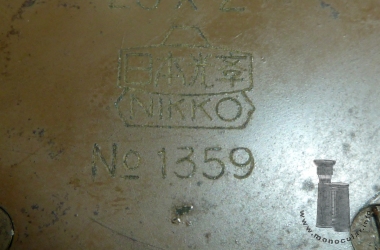 日本光学
NIKKO
No 1359
www.monocular.